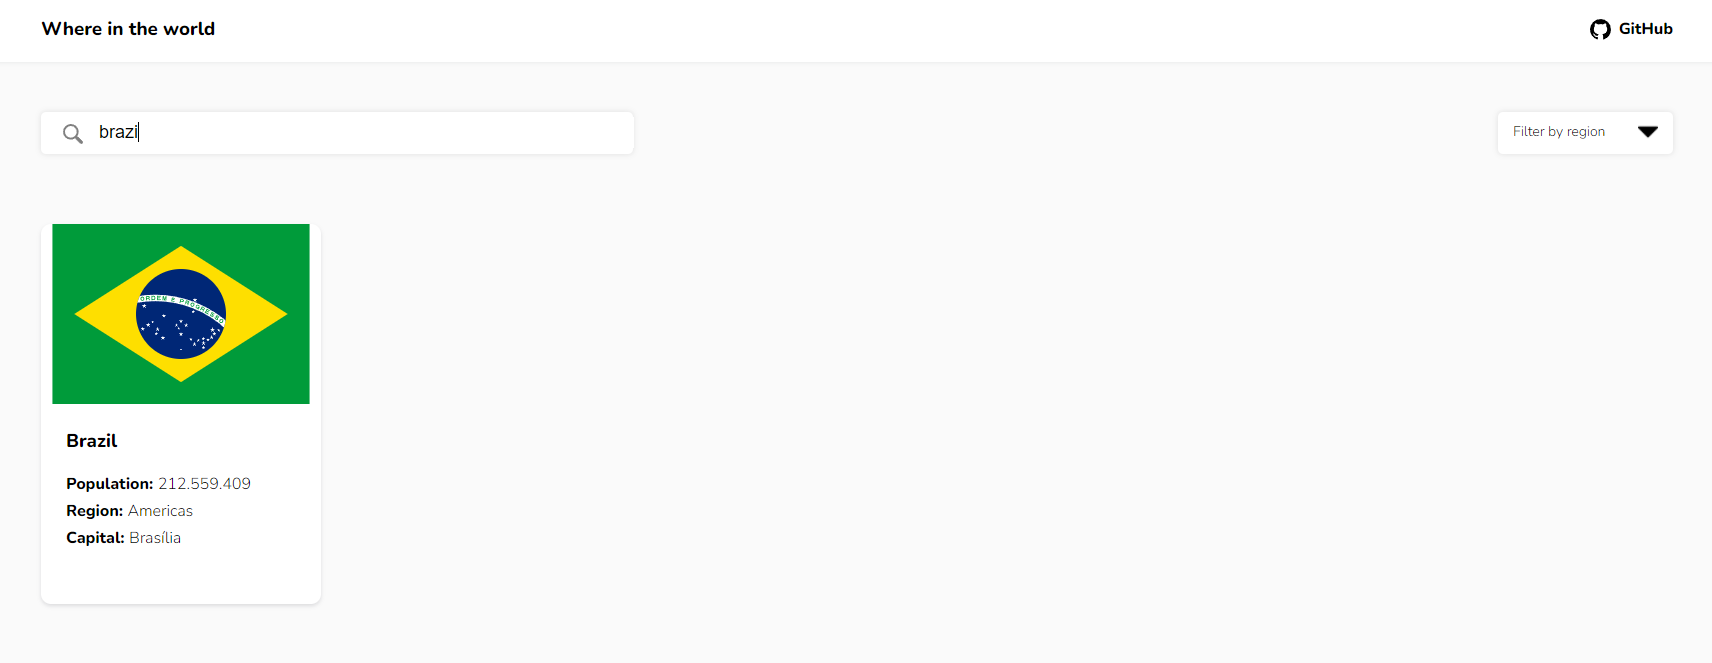 Where in the world
GitHub
brazi
Filter by region
ORDEM E PROGRESSO
Brazil
Population: 212.559.409
Region: Americas
Capital: Brasília